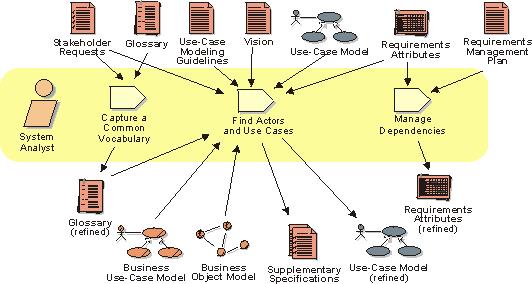 Stakeholder
Requests
Glossary
Use-Case
Modeling
Guidelines
Vision
Use-Case Model
Requirements
Attributes
Requirements
Management
Plan
System
Analyst
Capture a
Common
Vocabulary
Find Actors
and Use Cases
Manage
Dependencies
Glossary
(refined)
Business
Use-Case Model
Business
Object Model
Supplementary
Specifications
Use-Case Model
(refined)
Requirements
Attributes
(refined)